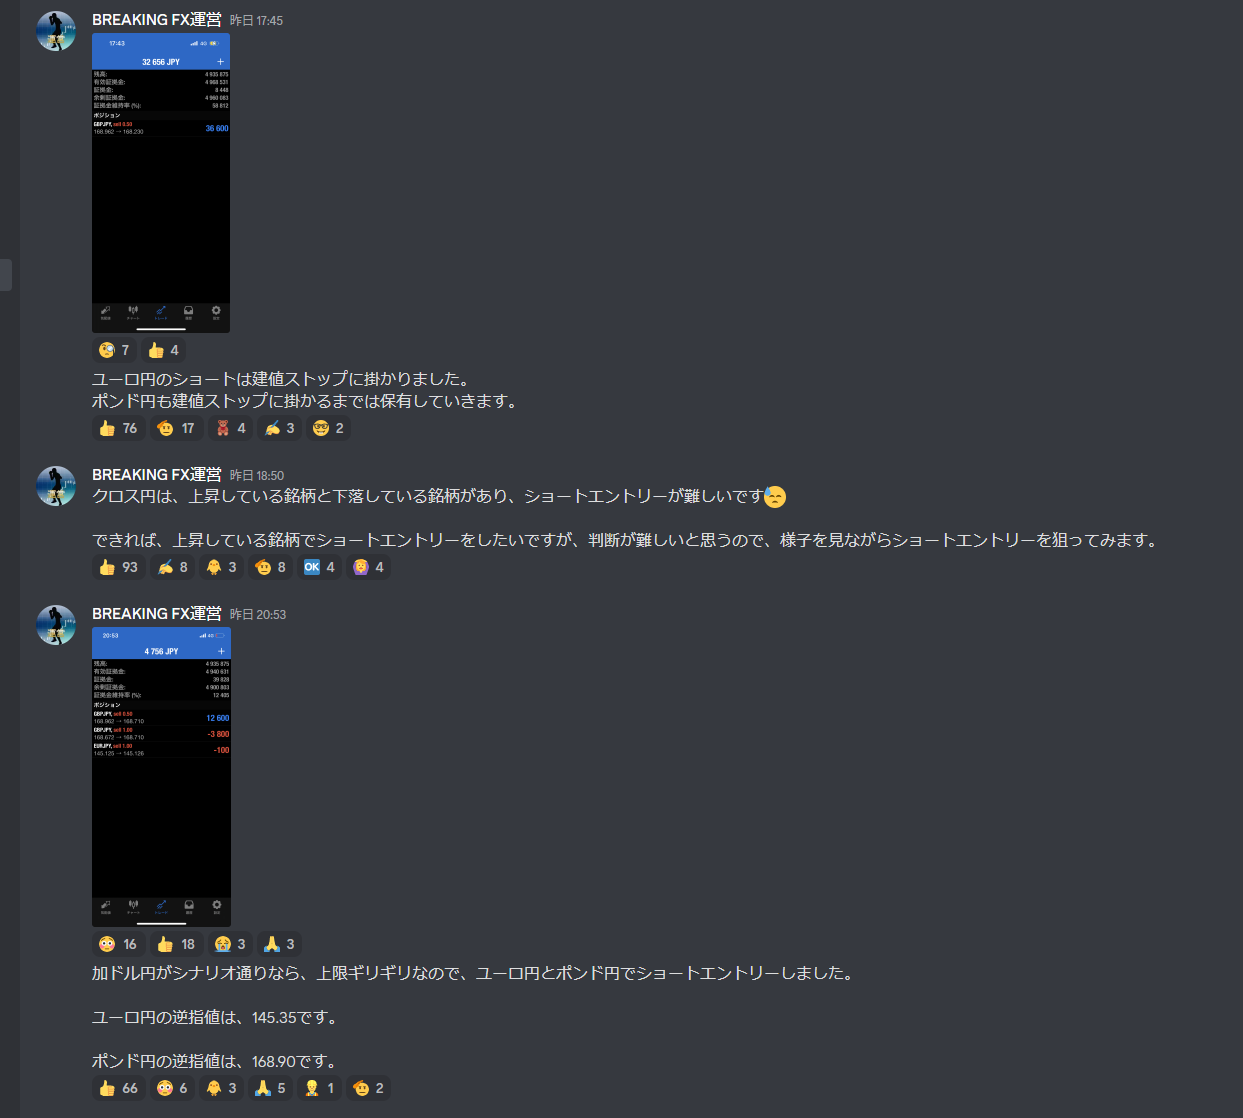 BREAKING FX運営 昨日 17:45
17:43 4G
32 656 JPY +
残高: 4 935 875
有効証拠金: 4 968 531
証拠金: 8 448
余剰証拠金: 4 960 083
証拠金維持率 (%): 58 812
ポジション
GBPJPY, sell 0.50
168.962 → 168.230 36 600
チャート トレード
7 4
ユーロ円のショートは建値ストップに掛かりました。
ポンド円も建値ストップに掛かるまでは保有していきます。
76 17 4 3 2
BREAKING FX運営 昨日 18:50
クロス円は、上昇している銘柄と下落している銘柄があり、ショートエントリーが難しいです
できれば、上昇している銘柄でショートエントリーをしたいですが、判断が難しいと思うので、様子を見ながらショートエントリーを狙ってみます。
93 8 3 8 OK 4 4
BREAKING FX運営 昨日 20:53
20:53 4G
4 756 JPY +
残高: 4 935 875
有効証拠金: 4 940 631
証拠金: 39 828
余剰証拠金: 4 900 803
証拠金維持率 (%): 12 405
ポジション
GBPJPY, sell 0.50
168.962 → 168.710 12 600
GBPJPY, sell 1.00
168.672 → 168.710 -3 800
EURJPY, sell 1.00
145.125 → 145.126 -100
チャート トレード
16 18 3 3
加ドル円がシナリオ通りなら、上限ギリギリなので、ユーロ円とポンド円でショートエントリーしました。
ユーロ円の逆指値は、145.35です。
ポンド円の逆指値は、168.90です。
66 6 3 5 1 2